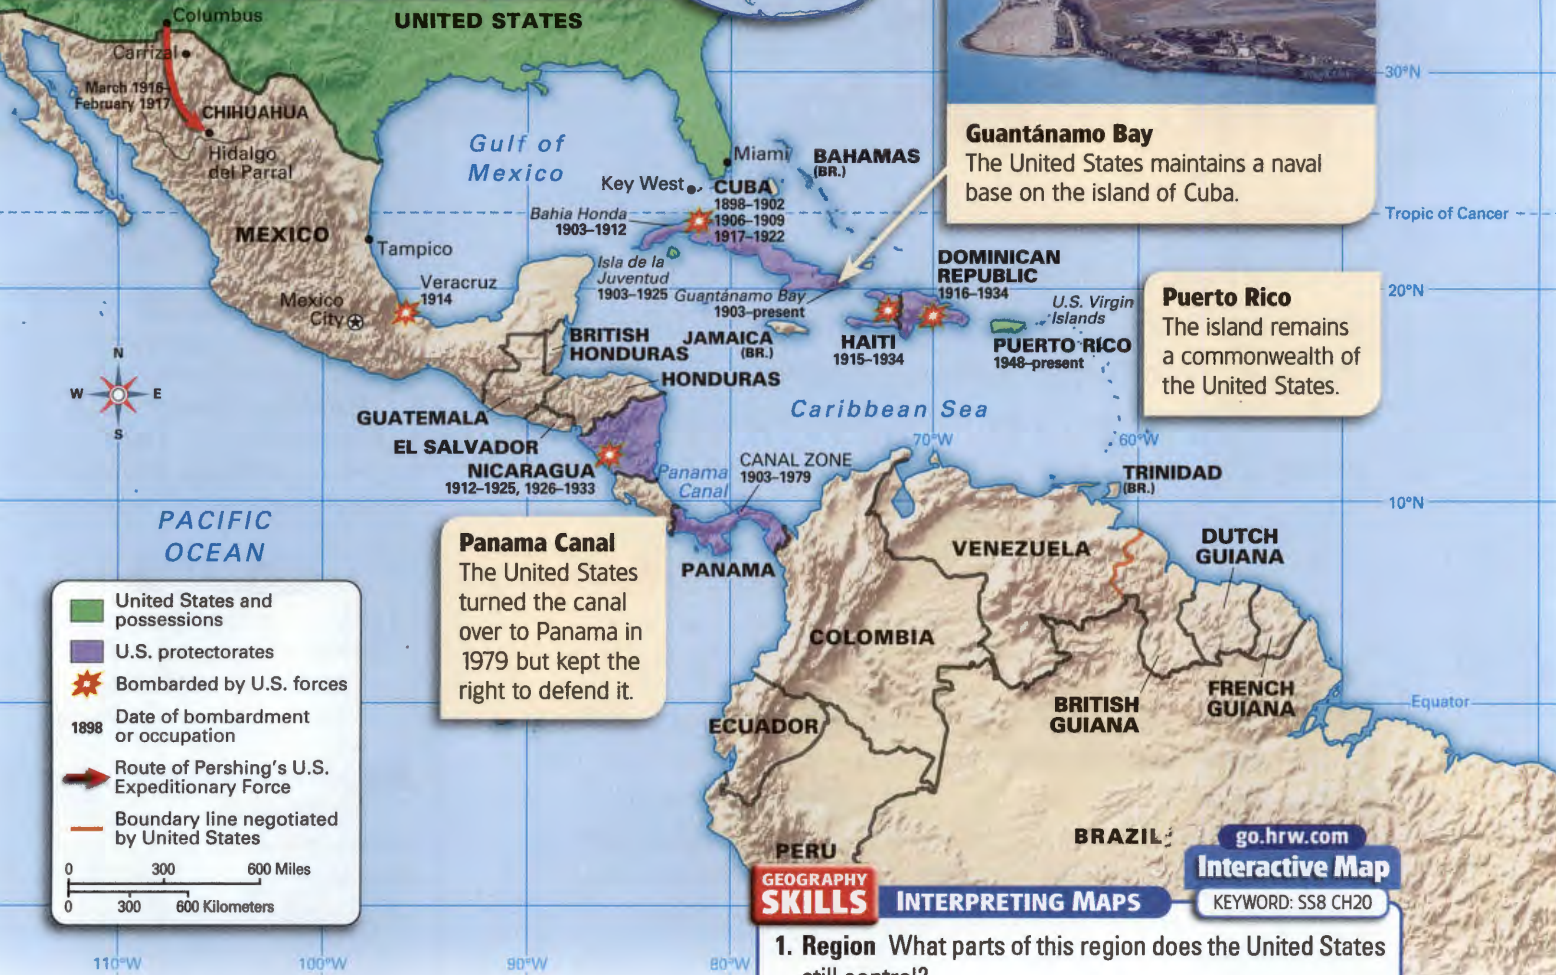 Columbus
UNITED STATES
Carrizal
March 1916–
February 1917
CHIHUAHUA
Hidalgo
del Parral
Gulf of
Mexico
Miami
BAHAMAS
(BR.)
Key West
CUBA
1898–1902
1906–1909
1917–1922
Bahia Honda
1903–1912
MEXICO
Tampico
Isla de la
Juventud
1903–1925
Guantánamo Bay
1903–present
Veracruz
1914
Mexico
City
DOMINICAN
REPUBLIC
1916–1934
U.S. Virgin
Islands
BRITISH
HONDURAS
JAMAICA
(BR.)
HAITI
1915–1934
PUERTO RICO
1948–present
HONDURAS
GUATEMALA
Caribbean Sea
EL SALVADOR
NICARAGUA
1912–1925, 1926–1933
Panama
Canal
CANAL ZONE
1903–1979
70°W
60°W
TRINIDAD
(BR.)
30°N
Tropic of Cancer
20°N
10°N
Equator
Guantánamo Bay
The United States maintains a naval
base on the island of Cuba.
Puerto Rico
The island remains
a commonwealth of
the United States.
N
W
E
S
PACIFIC
OCEAN
Panama Canal
The United States
turned the canal
over to Panama in
1979 but kept the
right to defend it.
PANAMA
VENEZUELA
DUTCH
GUIANA
COLOMBIA
BRITISH
GUIANA
FRENCH
GUIANA
ECUADOR
BRAZIL
PERU
United States and
possessions
U.S. protectorates
Bombarded by U.S. forces
1898 Date of bombardment
or occupation
Route of Pershing's U.S.
Expeditionary Force
Boundary line negotiated
by United States
0 300 600 Miles
0 300 600 Kilometers
110°W
100°W
90°W
80°W
go.hrw.com
Interactive Map
KEYWORD: SS8 CH20
GEOGRAPHY
SKILLS
INTERPRETING MAPS
1. Region What parts of this region does the United States
still control?